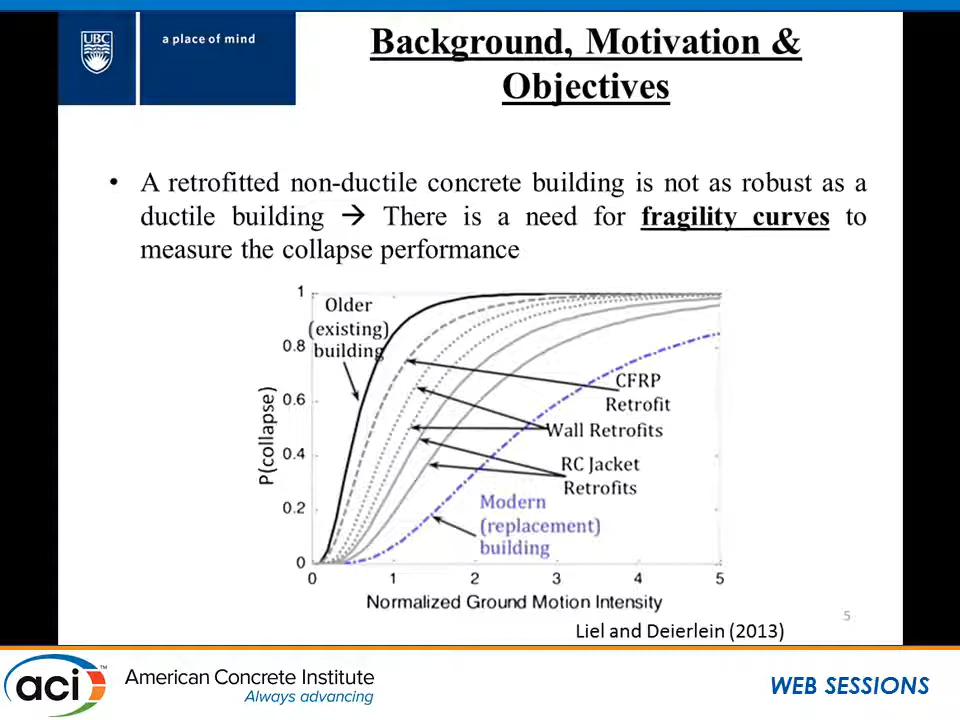 UBC
a place of mind
Background, Motivation &
Objectives
• A retrofitted non-ductile concrete building is not as robust as a
ductile building → There is a need for fragility curves to
measure the collapse performance
1
0.8
0.6
0.4
0.2
0
P(collapse)
Older
(existing)
building
CFRP
Retrofit
Wall Retrofits
RC Jacket
Retrofits
Modern
(replacement)
building
0 1 2 3 4 5
Normalized Ground Motion Intensity
Liel and Deierlein (2013)
5
aci™
American Concrete Institute
Always advancing
WEB SESSIONS